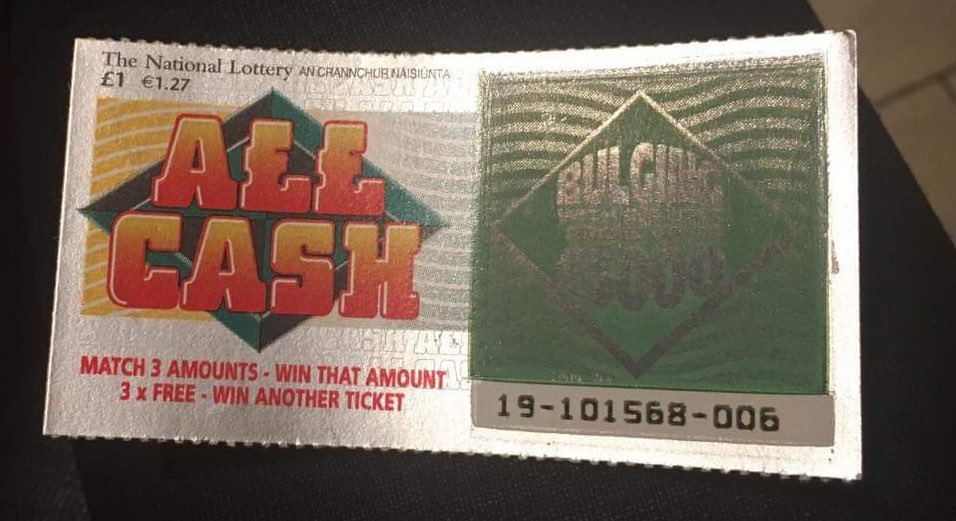 The National Lottery AN CRANNCHUR NÁISIÚNTA
£1 €1.27
ALL
CASH
MATCH 3 AMOUNTS - WIN THAT AMOUNT
3 x FREE - WIN ANOTHER TICKET
19-101568-006